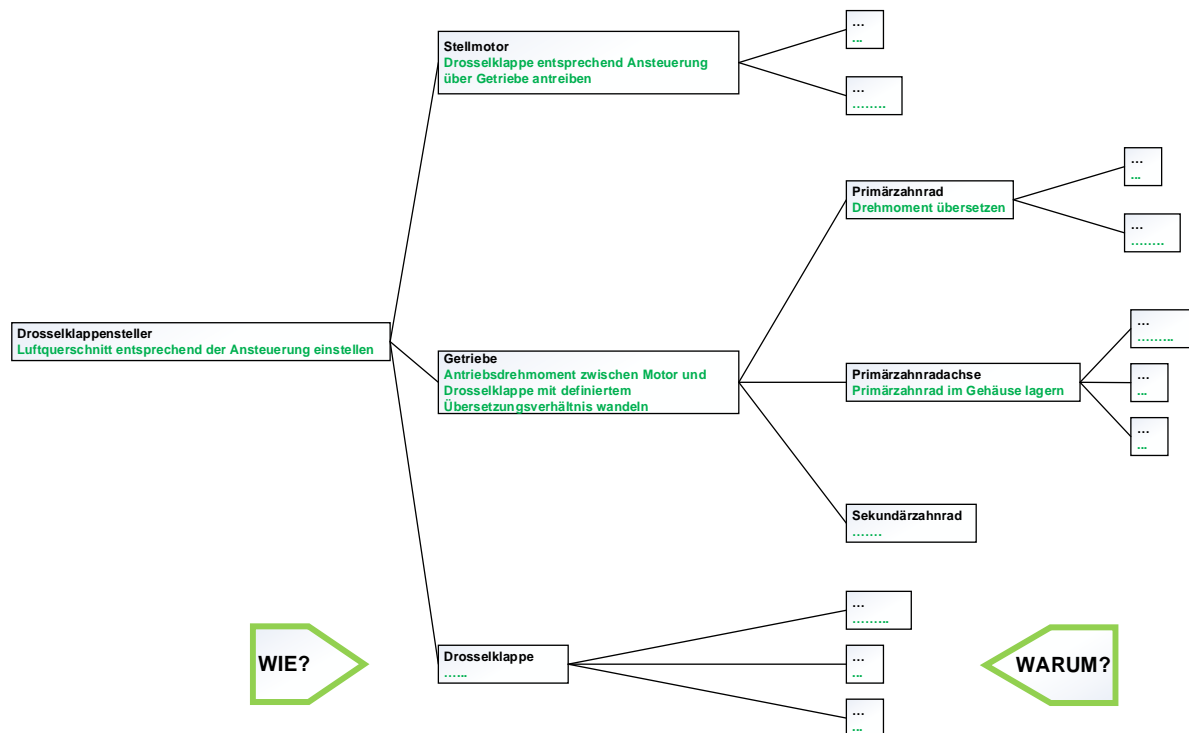 ...
...
Stellmotor
Drosselklappe entsprechend Ansteuerung
über Getriebe antreiben
...
........
...
...
Primärzahnrad
Drehmoment übersetzen
...
........
Drosselklappensteller
Luftquerschnitt entsprechend der Ansteuerung einstellen
Getriebe
Antriebsdrehmoment zwischen Motor und
Drosselklappe mit definiertem
Übersetzungsverhältnis wandeln
Primärzahnradachse
Primärzahnrad im Gehäuse lagern
...
.........
...
...
...
...
Sekundärzahnrad
.......
...
.........
WIE?
Drosselklappe
......
...
...
WARUM?
...
...